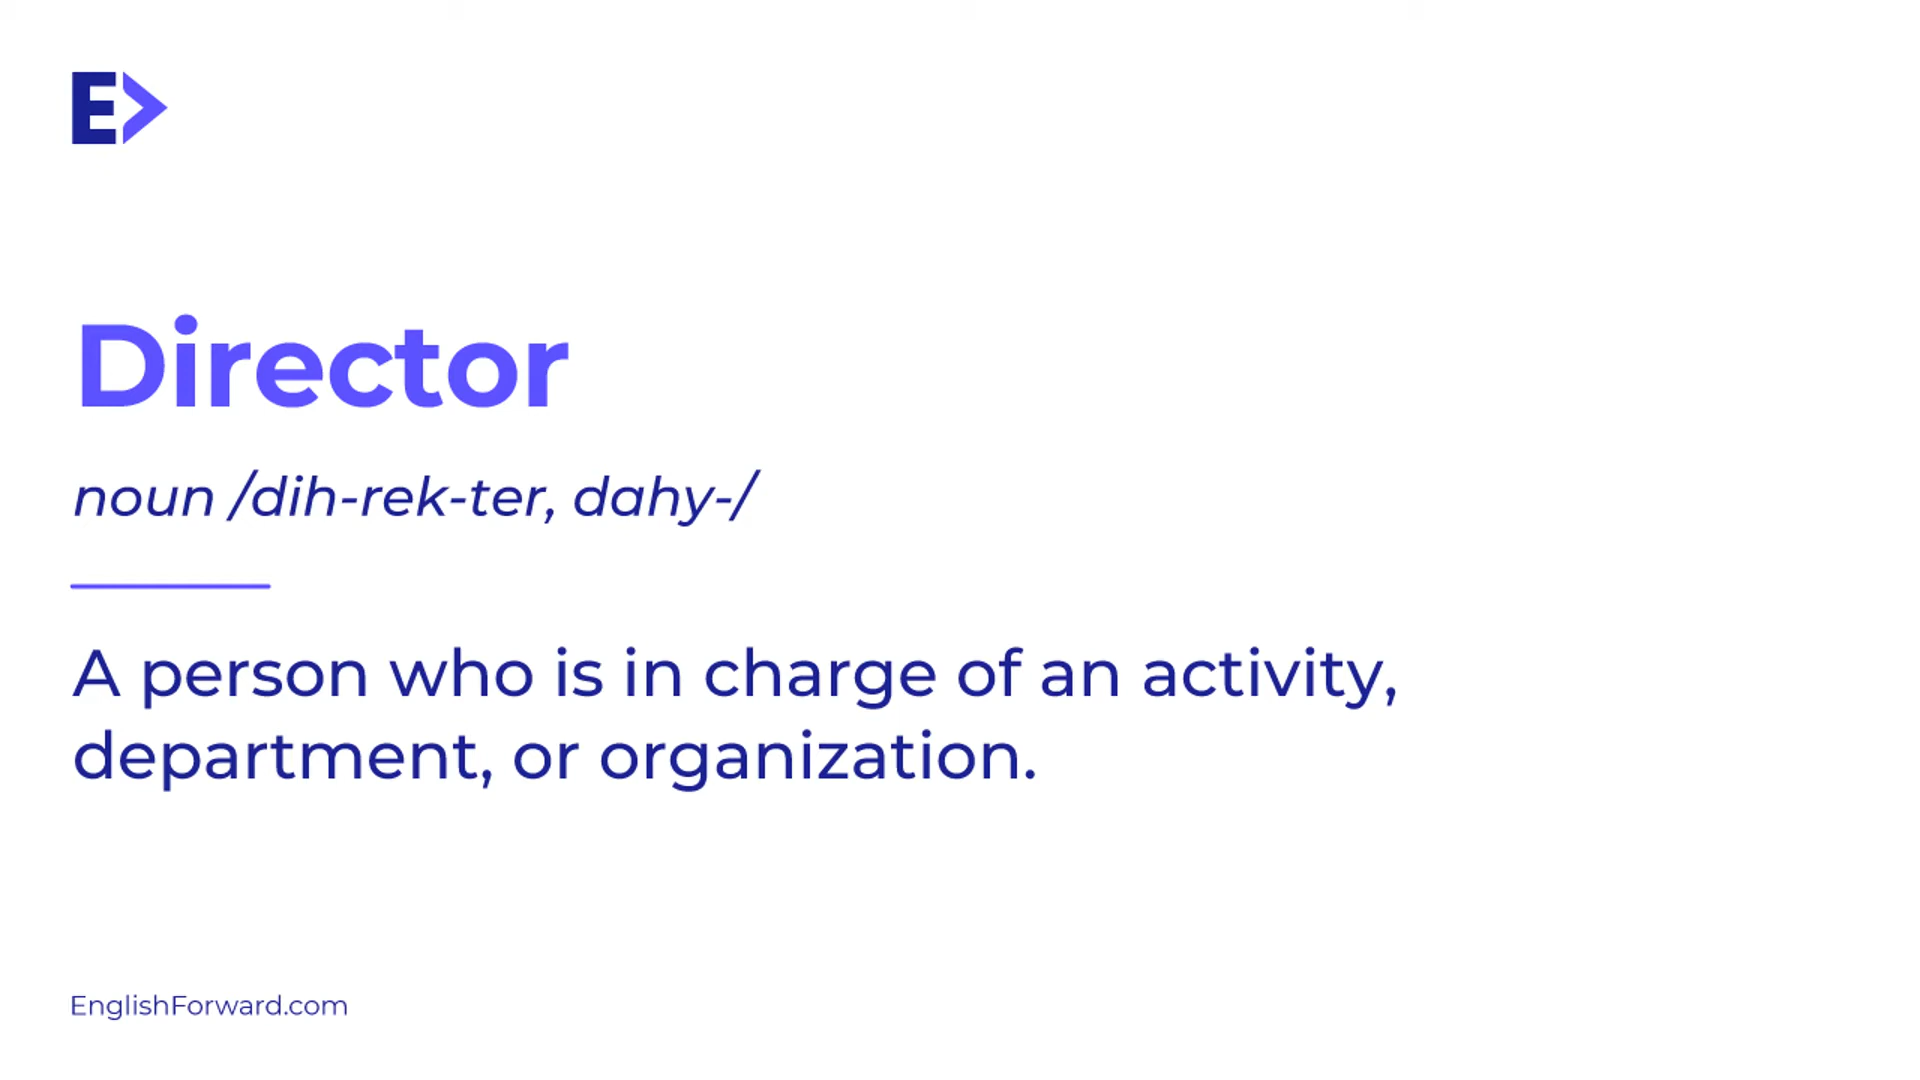 E>
Director
noun /dih-rek-ter, dahy-/
A person who is in charge of an activity,
department, or organization.
EnglishForward.com